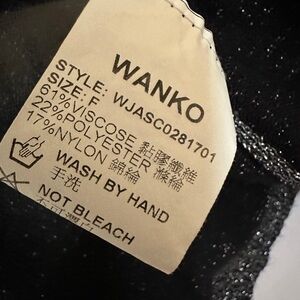 WANKO
STYLE: WJASC0281701
SIZE: F
67%VISCOSE 黏膠纖維
22%POLYESTER 滌綸
17%NYLON 錦綸
WASH BY HAND
手洗
NOT BLEACH